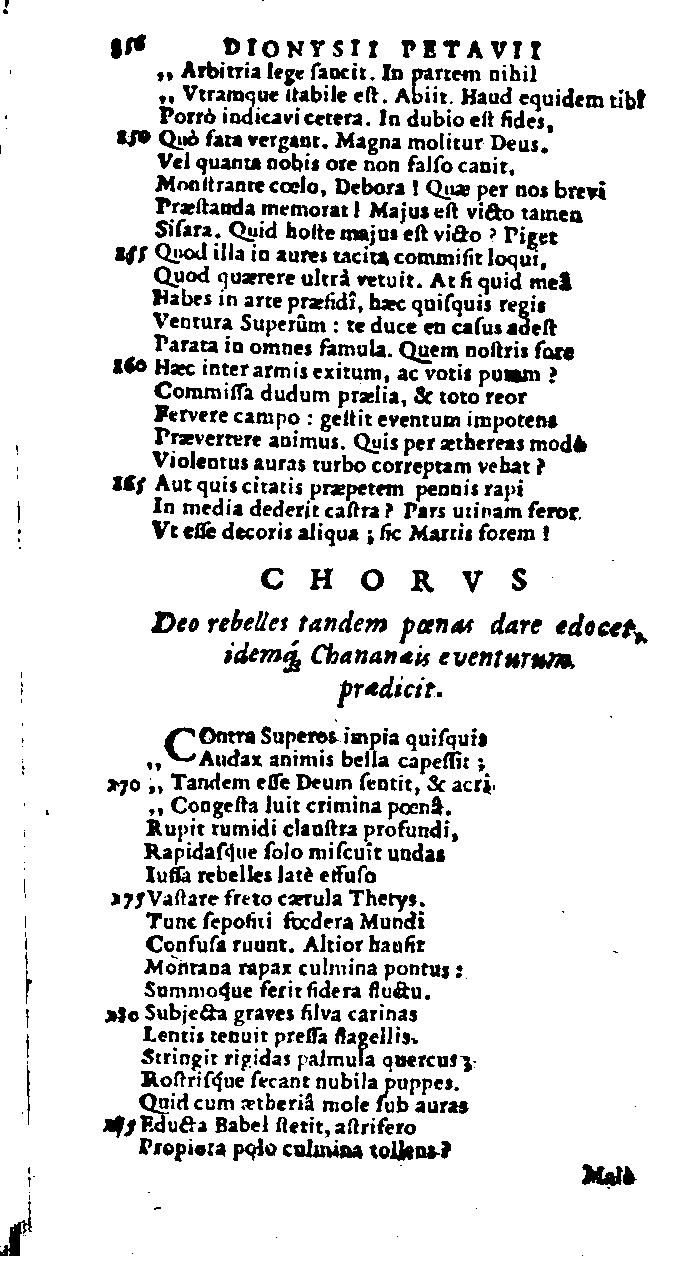 356 DIONYSII PETAVII
„ Arbitria lege ſancit. In partem nihil
„ Vtramque ſtabile eſt. Abiit. Haud equidem tibi
Porrò indicavi cetera. In dubio eſt fides,
250 Quò fata vergant. Magna molitur Deus.
Vel quanta nobis ore non falſo canit,
Monſtrante cœlo, Debora! Quæ per nos brevi
Præſtanda memorat! Majus eſt victo tamen
Siſara. Quid hoſte majus eſt victo? Piget
255 Quod illa in aures tacita commiſit loqui,
Quod quærere ultrà vetuit. At ſi quid meâ
Habes in arte præſidî, hæc quiſquis regis
Ventura Superûm: te duce en caſus adeſt
Parata in omnes famula. Quem noſtris fore
260 Hæc inter armis exitum, ac votis putem?
Commiſſa dudum prælia, & toto reor
Fervere campo: geſtit eventum impotens
Prævertere animus. Quis per æthereas modò
Violentus auras turbo correptam vehat?
265 Aut quis citatis præpetem pennis rapi
In media dederit caſtra? Pars utinam feror
Vt eſſe decoris aliqua; ſic Martis forem!
CHORVS
Deo rebelles tandem pœnas dare edocet,
idemq́; Chananæis eventurum
prædicit.
COntra Superos impia quiſquis
„ Audax animis bella capeſſit;
270 „ Tandem eſſe Deum ſentit, & acri
„ Congeſta luit crimina pœnâ.
Rupit tumidi clauſtra profundi,
Rapidaſq́ue ſolo miſcuit undas
Iuſſa rebelles latè effuſo
275 Vaſtare freto cærula Thetys.
Tunc ſepoſiti fœdera Mundi
Confuſa ruunt. Altior hauſit
Montana rapax culmina pontus:
Summoq́ue ferit ſidera fluctu.
280 Subjecta graves ſilva carinas
Lentis tenuit preſſa flagellis.
Stringit rigidas palmula quercus;
Roſtriſq́ue ſecant nubila puppes.
Quid cum ætheriâ mole ſub auras
285 Educta Babel ſtetit, aſtrifero
Propiora polo culmina tollens?
Malè